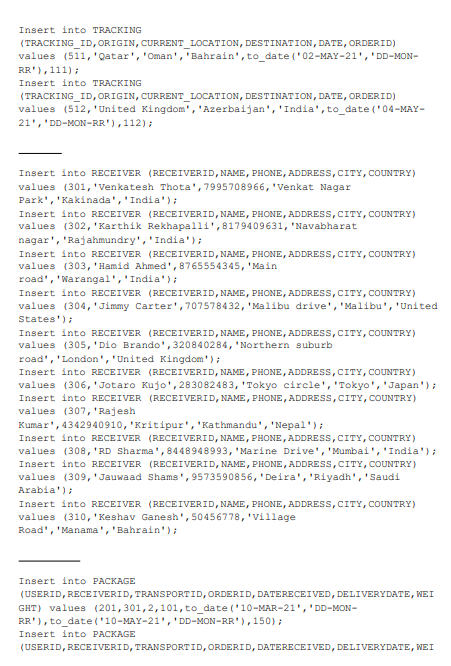 Insert into TRACKING
(TRACKING_ID,ORIGIN,CURRENT_LOCATION,DESTINATION,DATE,ORDERID)
values (511,'Qatar','Oman','Bahrain',to_date('02-MAY-21','DD-MON-
RR'),111);
Insert into TRACKING
(TRACKING_ID,ORIGIN,CURRENT_LOCATION,DESTINATION,DATE,ORDERID)
values (512,'United Kingdom','Azerbaijan','India',to_date('04-MAY-
21','DD-MON-RR'),112);
Insert into RECEIVER (RECEIVERID,NAME,PHONE,ADDRESS,CITY,COUNTRY)
values (301,'Venkatesh Thota',7995708966,'Venkat Nagar
Park','Kakinada','India');
Insert into RECEIVER (RECEIVERID,NAME,PHONE,ADDRESS,CITY,COUNTRY)
values (302,'Karthik Rekhapalli',8179409631,'Navabharat
nagar','Rajahmundry','India');
Insert into RECEIVER (RECEIVERID,NAME,PHONE,ADDRESS,CITY,COUNTRY)
values (303,'Hamid Ahmed',8765554345,'Main
road','Warangal','India');
Insert into RECEIVER (RECEIVERID,NAME,PHONE,ADDRESS,CITY,COUNTRY)
values (304,'Jimmy Carter',707578432,'Malibu drive','Malibu','United
States');
Insert into RECEIVER (RECEIVERID,NAME,PHONE,ADDRESS,CITY,COUNTRY)
values (305,'Dio Brando',320840284,'Northern suburb
road','London','United Kingdom');
Insert into RECEIVER (RECEIVERID,NAME,PHONE,ADDRESS,CITY,COUNTRY)
values (306,'Jotaro Kujo',283082483,'Tokyo circle','Tokyo','Japan');
Insert into RECEIVER (RECEIVERID,NAME,PHONE,ADDRESS,CITY,COUNTRY)
values (307,'Rajesh
Kumar',4342940910,'Kritipur','Kathmandu','Nepal');
Insert into RECEIVER (RECEIVERID,NAME,PHONE,ADDRESS,CITY,COUNTRY)
values (308,'RD Sharma',8448948993,'Marine Drive','Mumbai','India');
Insert into RECEIVER (RECEIVERID,NAME,PHONE,ADDRESS,CITY,COUNTRY)
values (309,'Jauwaad Shams',9573590856,'Deira','Riyadh','Saudi
Arabia');
Insert into RECEIVER (RECEIVERID,NAME,PHONE,ADDRESS,CITY,COUNTRY)
values (310,'Keshav Ganesh',50456778,'Village
Road','Manama','Bahrain');
Insert into PACKAGE
(USERID,RECEIVERID,TRANSPORTID,ORDERID,DATERECEIVED,DELIVERYDATE,WEI
GHT) values (201,301,2,101,to_date('10-MAR-21','DD-MON-
RR'),to_date('10-MAY-21','DD-MON-RR'),150);
Insert into PACKAGE
(USERID,RECEIVERID,TRANSPORTID,ORDERID,DATERECEIVED,DELIVERYDATE,WEI